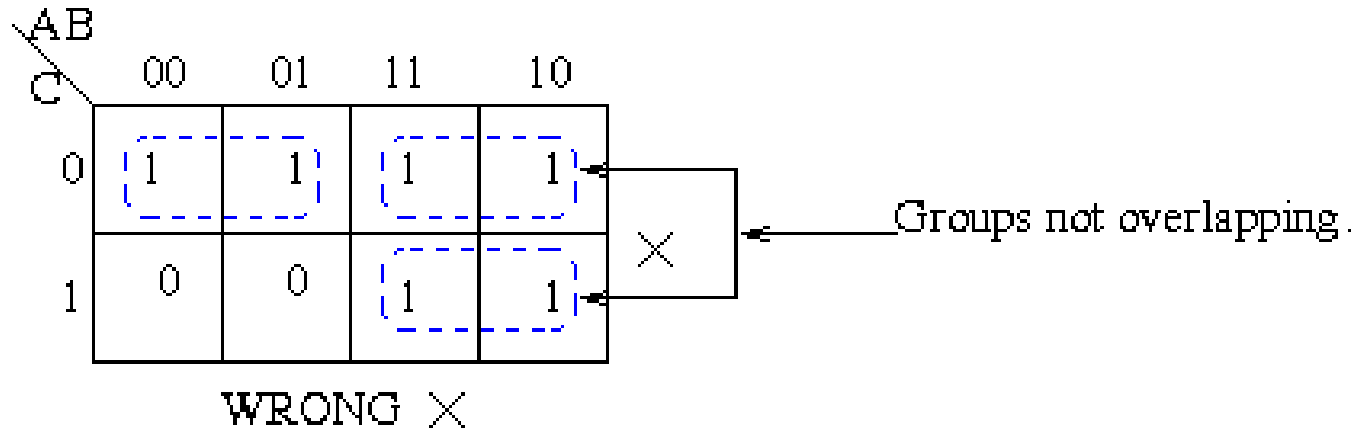 AB
C 00 01 11 10
0 1 1 1 1
Groups not overlapping.
1 0 0 1 1
WRONG ×